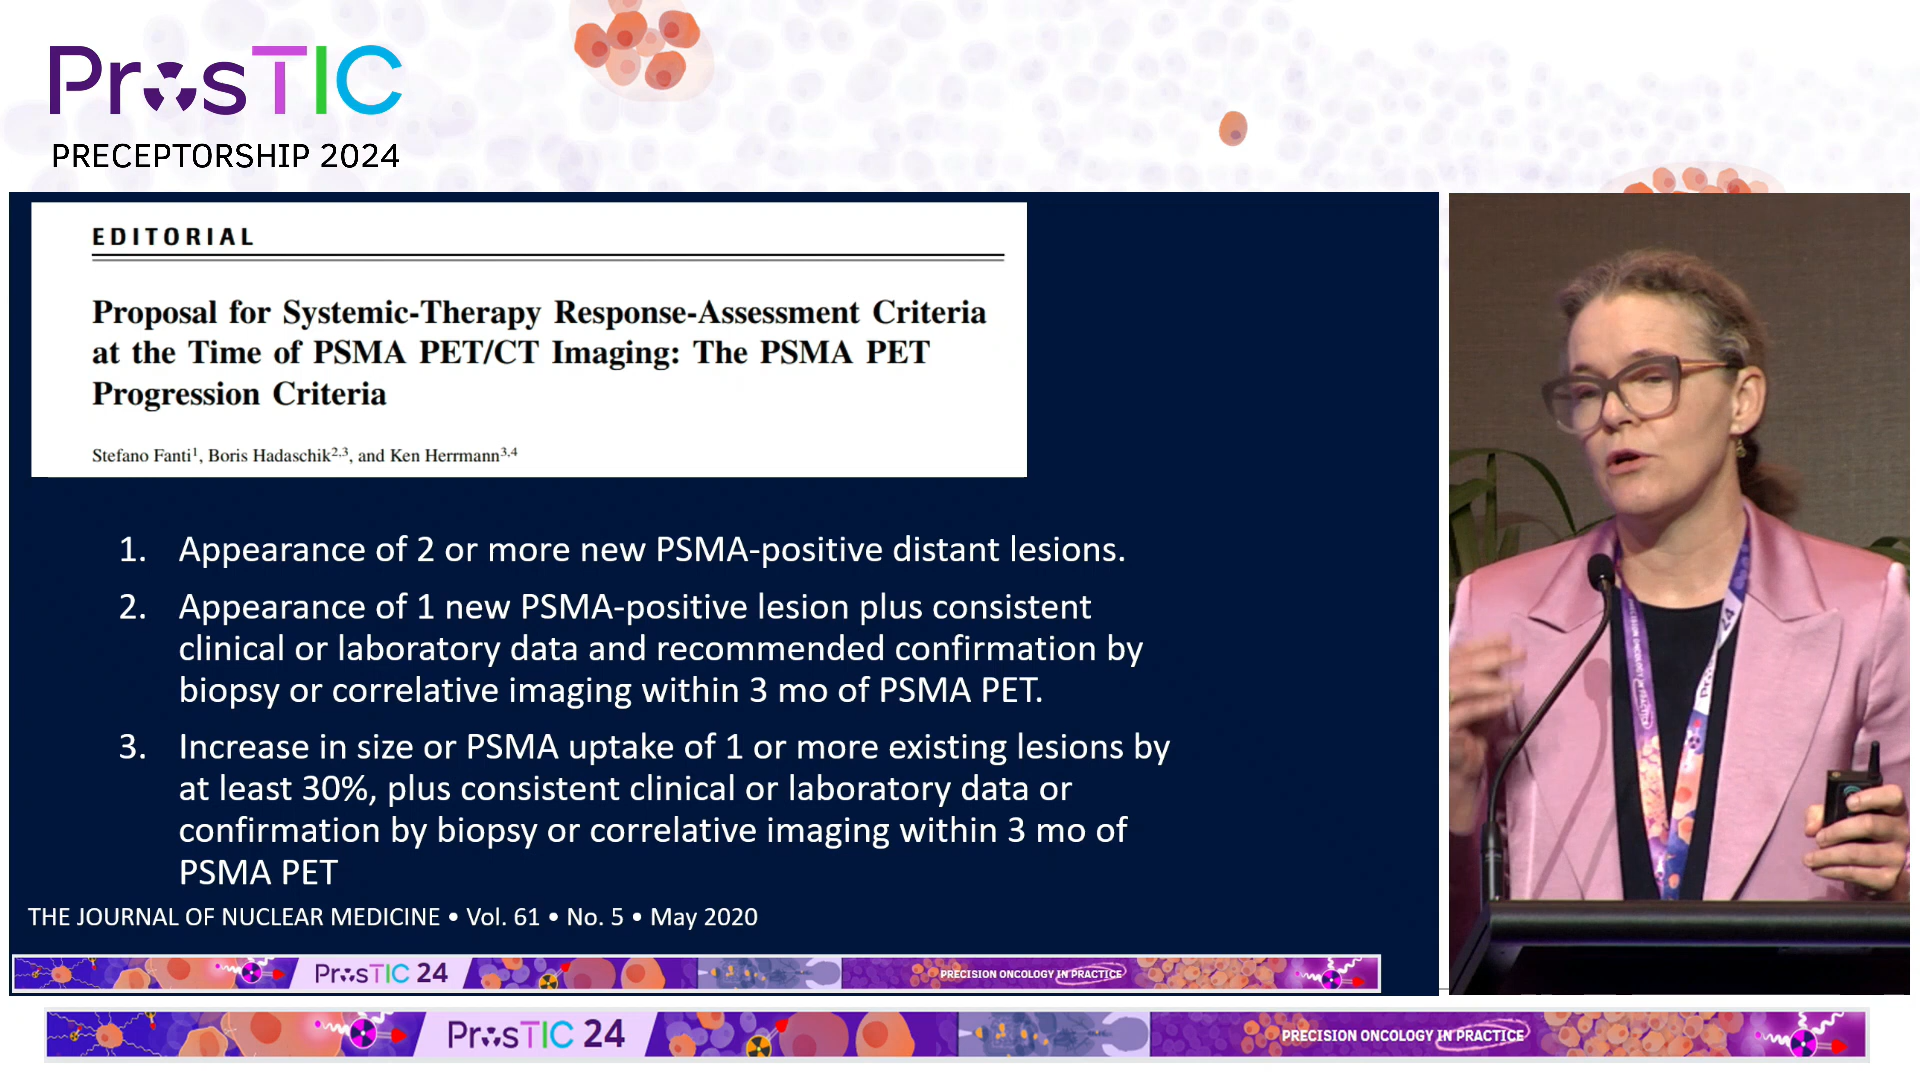 ProsTIC
PRECEPTORSHIP 2024
EDITORIAL
Proposal for Systemic-Therapy Response-Assessment Criteria
at the Time of PSMA PET/CT Imaging: The PSMA PET
Progression Criteria
Stefano Fanti1, Boris Hadaschik2,3, and Ken Herrmann3,4
1. Appearance of 2 or more new PSMA-positive distant lesions.
2. Appearance of 1 new PSMA-positive lesion plus consistent
clinical or laboratory data and recommended confirmation by
biopsy or correlative imaging within 3 mo of PSMA PET.
3. Increase in size or PSMA uptake of 1 or more existing lesions by
at least 30%, plus consistent clinical or laboratory data or
confirmation by biopsy or correlative imaging within 3 mo of
PSMA PET
THE JOURNAL OF NUCLEAR MEDICINE • Vol. 61 • No. 5 • May 2020
ProsTIC 24
PRECISION ONCOLOGY IN PRACTICE
ProsTIC 24
PRECISION ONCOLOGY IN PRACTICE